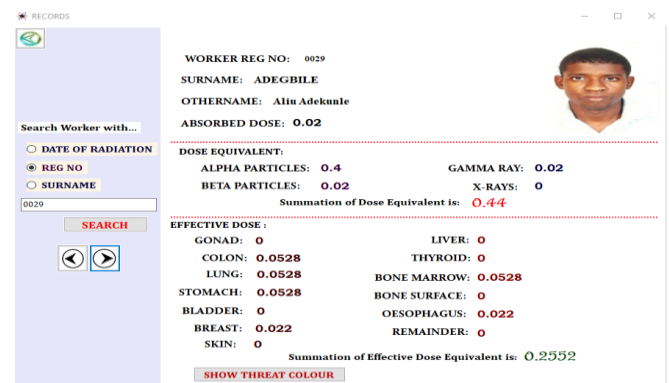 RECORDS
WORKER REG NO: 0029
SURNAME: ADEGBILE
OTHERNAME: Aliu Adekunle
ABSORBED DOSE: 0.02
Search Worker with...
DATE OF RADIATION
REG NO
SURNAME
0029
SEARCH
DOSE EQUIVALENT:
ALPHA PARTICLES: 0.4 GAMMA RAY: 0.02
BETA PARTICLES: 0.02 X-RAYS: 0
Summation of Dose Equivalent is: 0.44
EFFECTIVE DOSE :
GONAD: 0 LIVER: 0
COLON: 0.0528 THYROID: 0
LUNG: 0.0528 BONE MARROW: 0.0528
STOMACH: 0.0528 BONE SURFACE: 0
BLADDER: 0 OESOPHAGUS: 0.022
BREAST: 0.022 REMAINDER: 0
SKIN: 0
Summation of Effective Dose Equivalent is: 0.2552
SHOW THREAT COLOUR